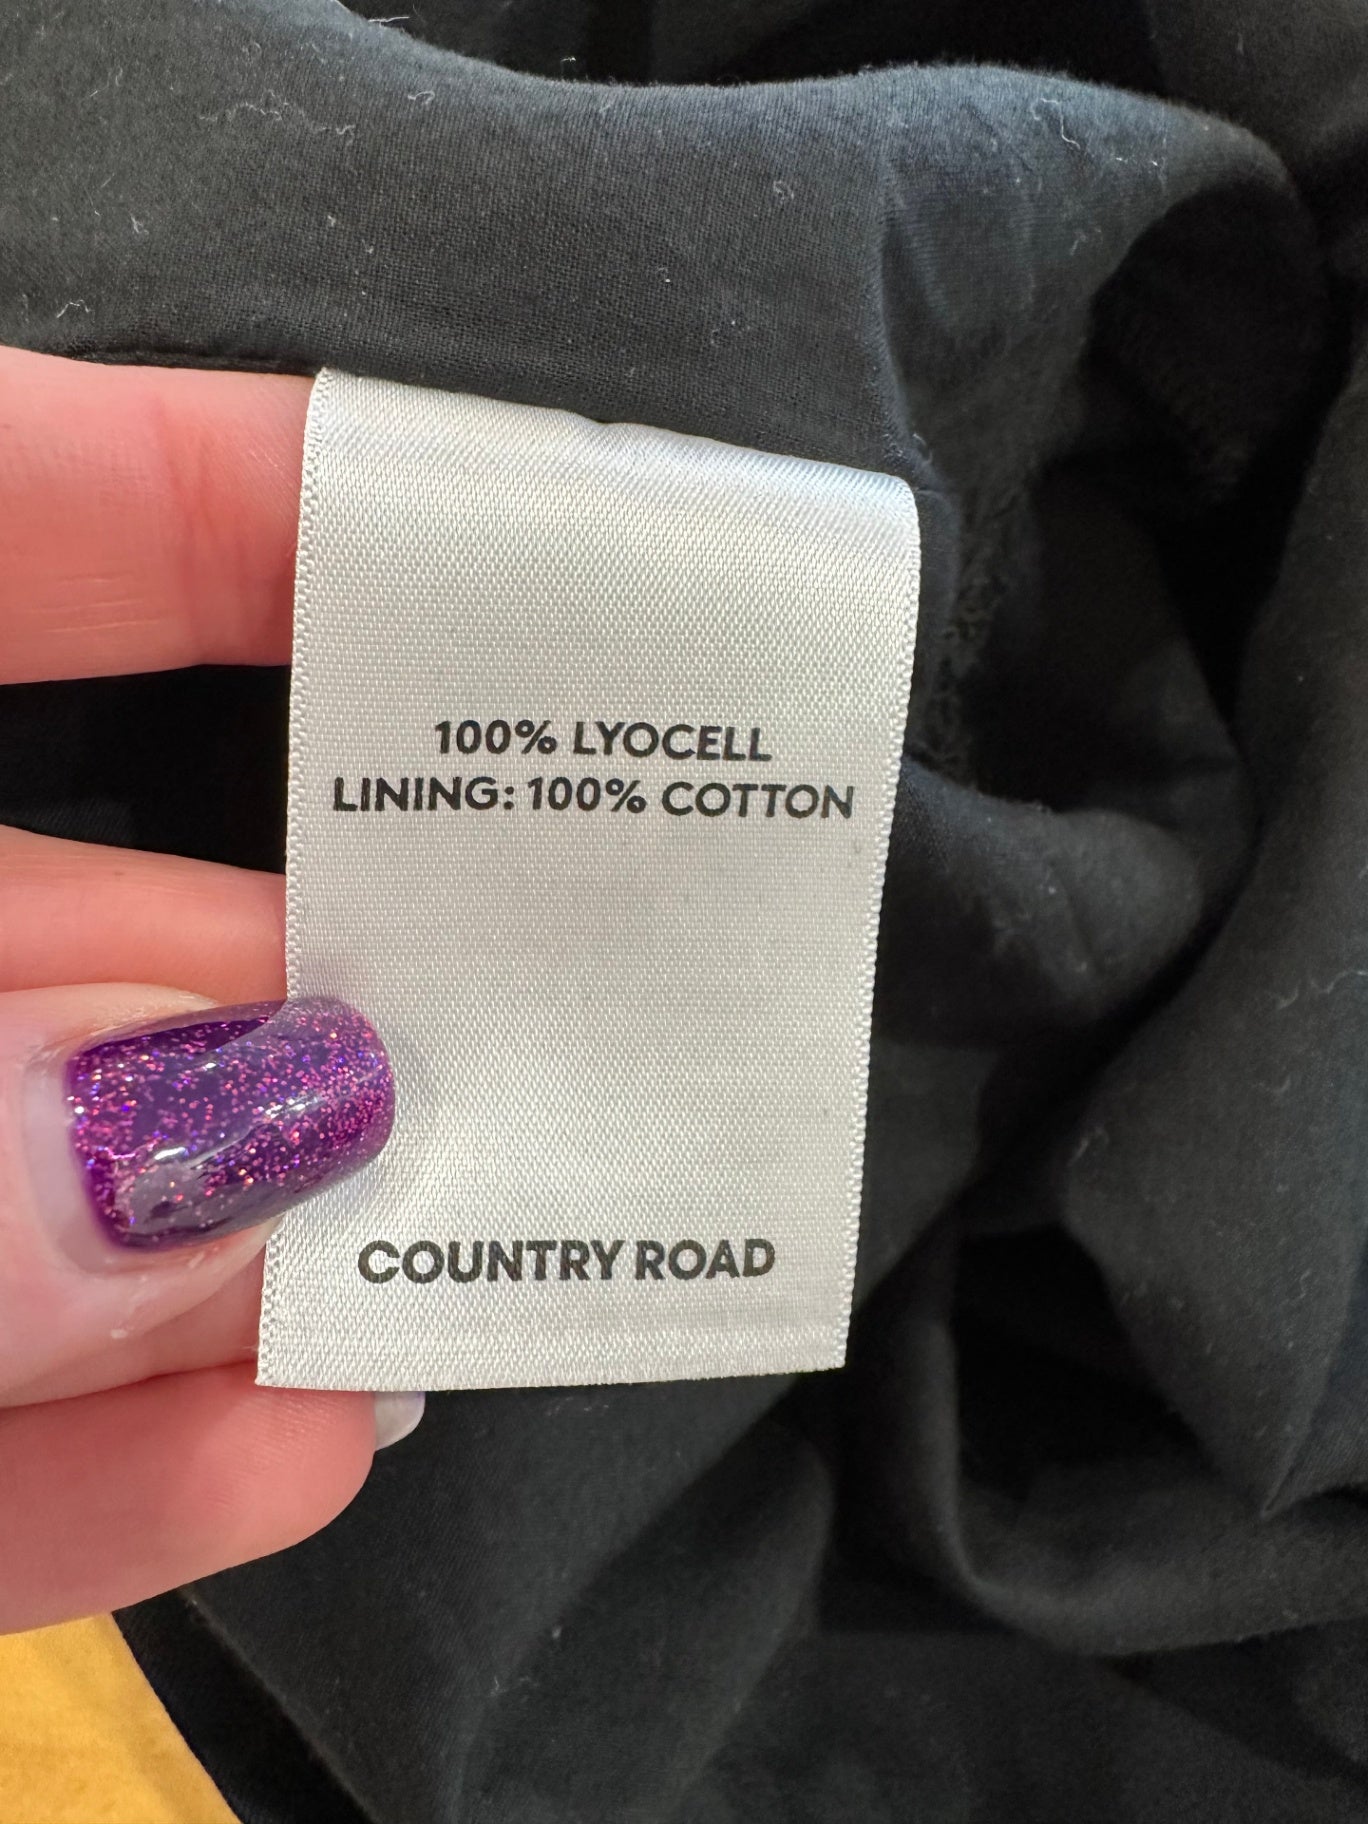 100% LYOCELL
LINING: 100% COTTON
COUNTRY ROAD